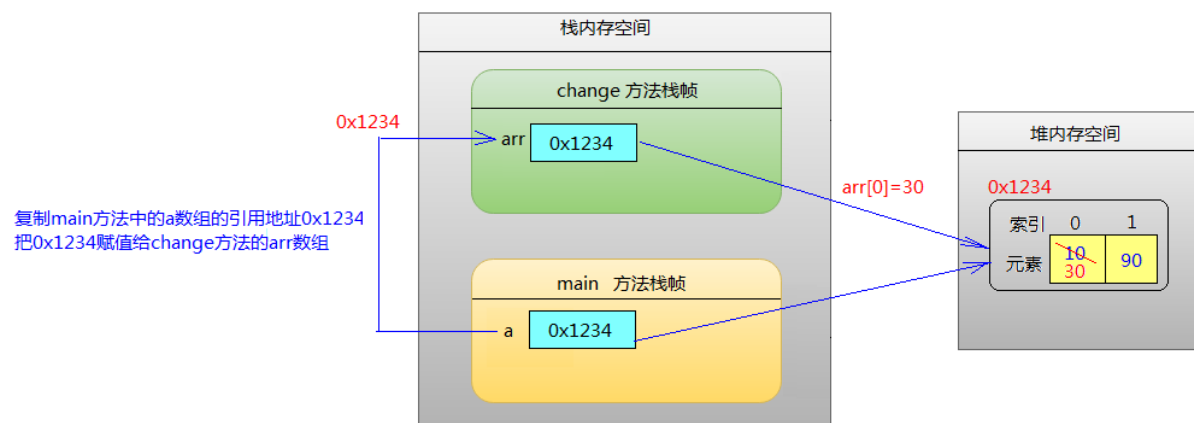 栈内存空间
change 方法栈帧
0x1234
arr
0x1234
arr[0]=30
复制main方法中的a数组的引用地址0x1234
把0x1234赋值给change方法的arr数组
main 方法栈帧
a
0x1234
堆内存空间
0x1234
索引 0 1
元素 10 90
30